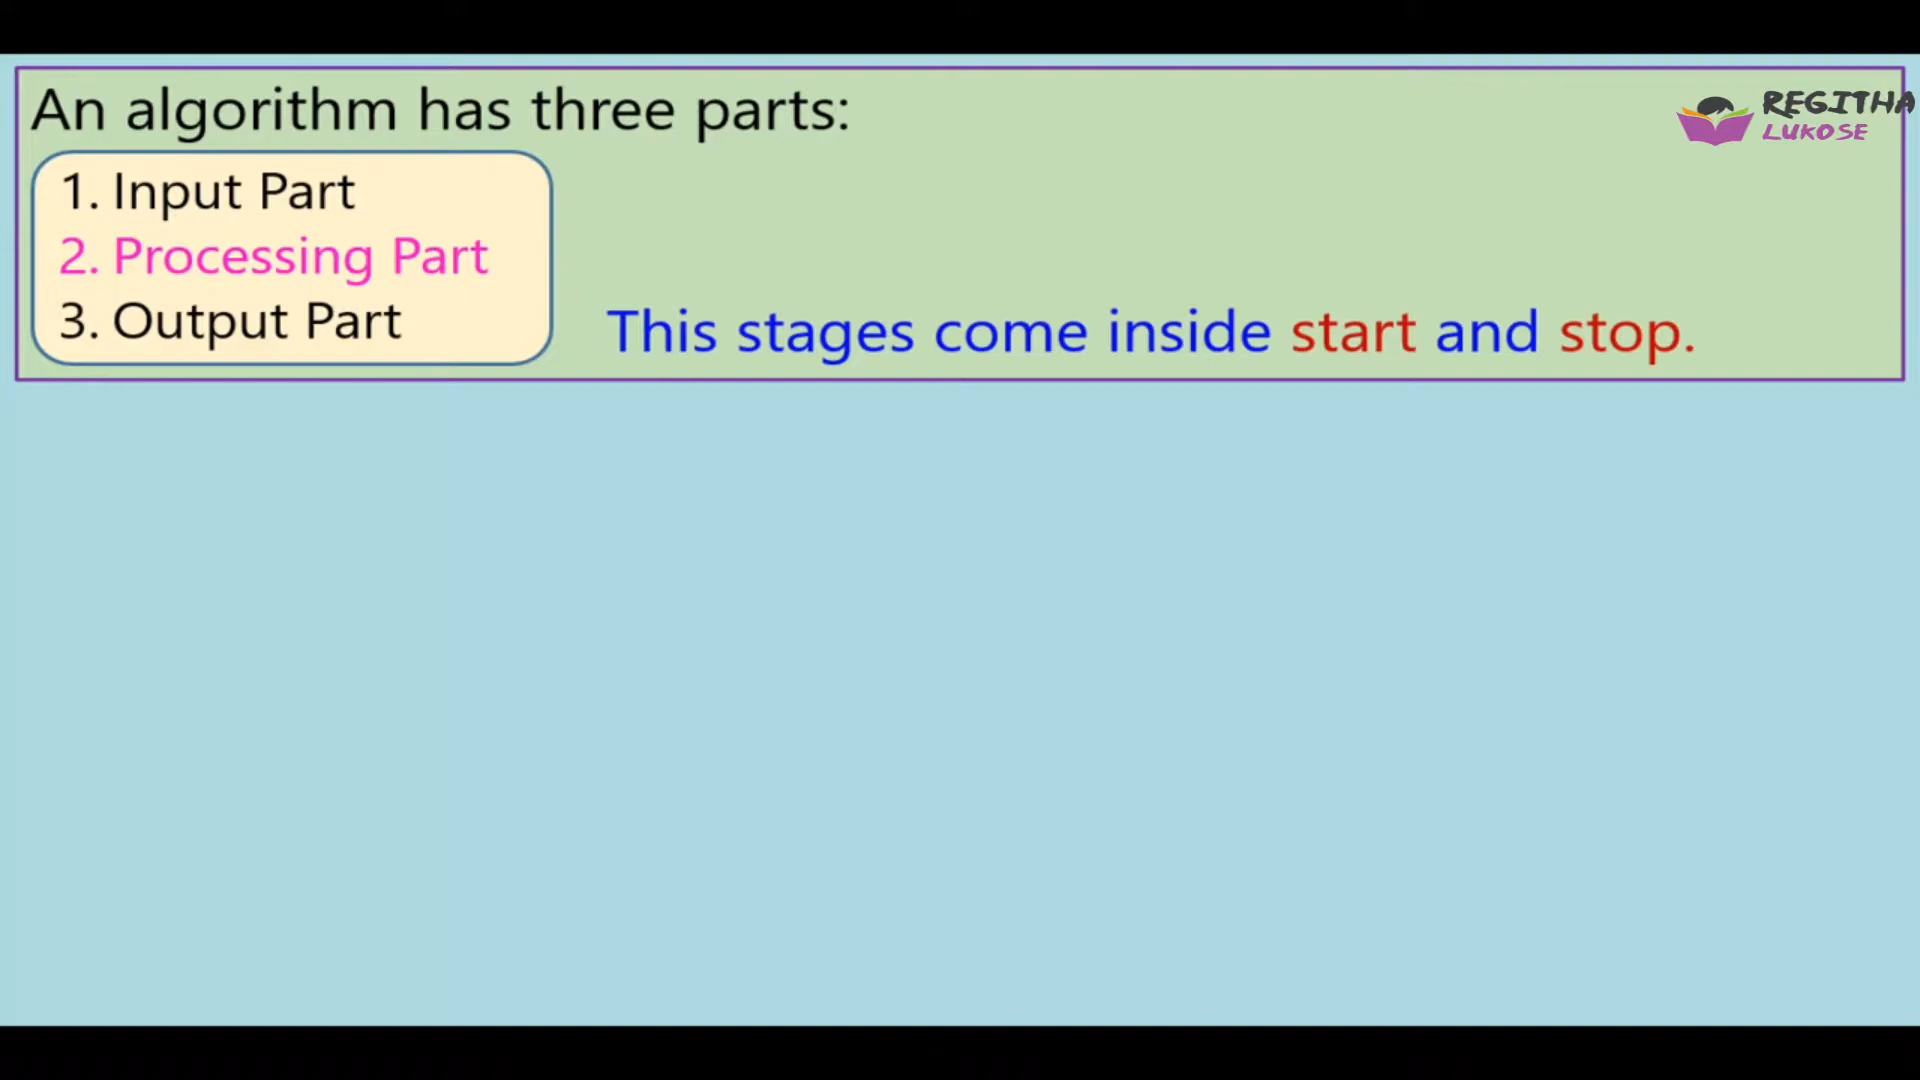 An algorithm has three parts:
REGITHA
LUKOSE
1. Input Part
2. Processing Part
3. Output Part
This stages come inside start and stop.